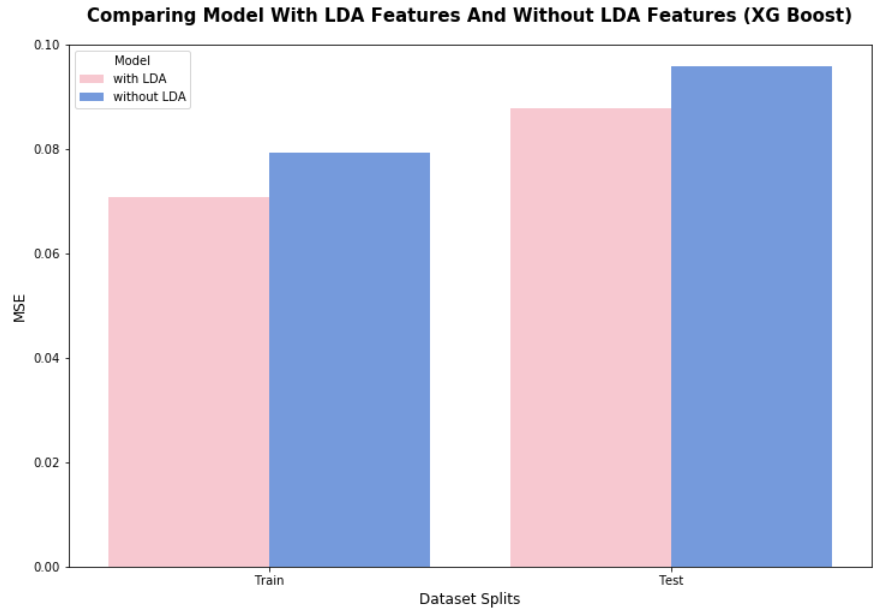 Comparing Model With LDA Features And Without LDA Features (XG Boost)
Model
with LDA
without LDA
0.10
0.08
0.06
0.04
0.02
0.00
MSE
Train
Test
Dataset Splits